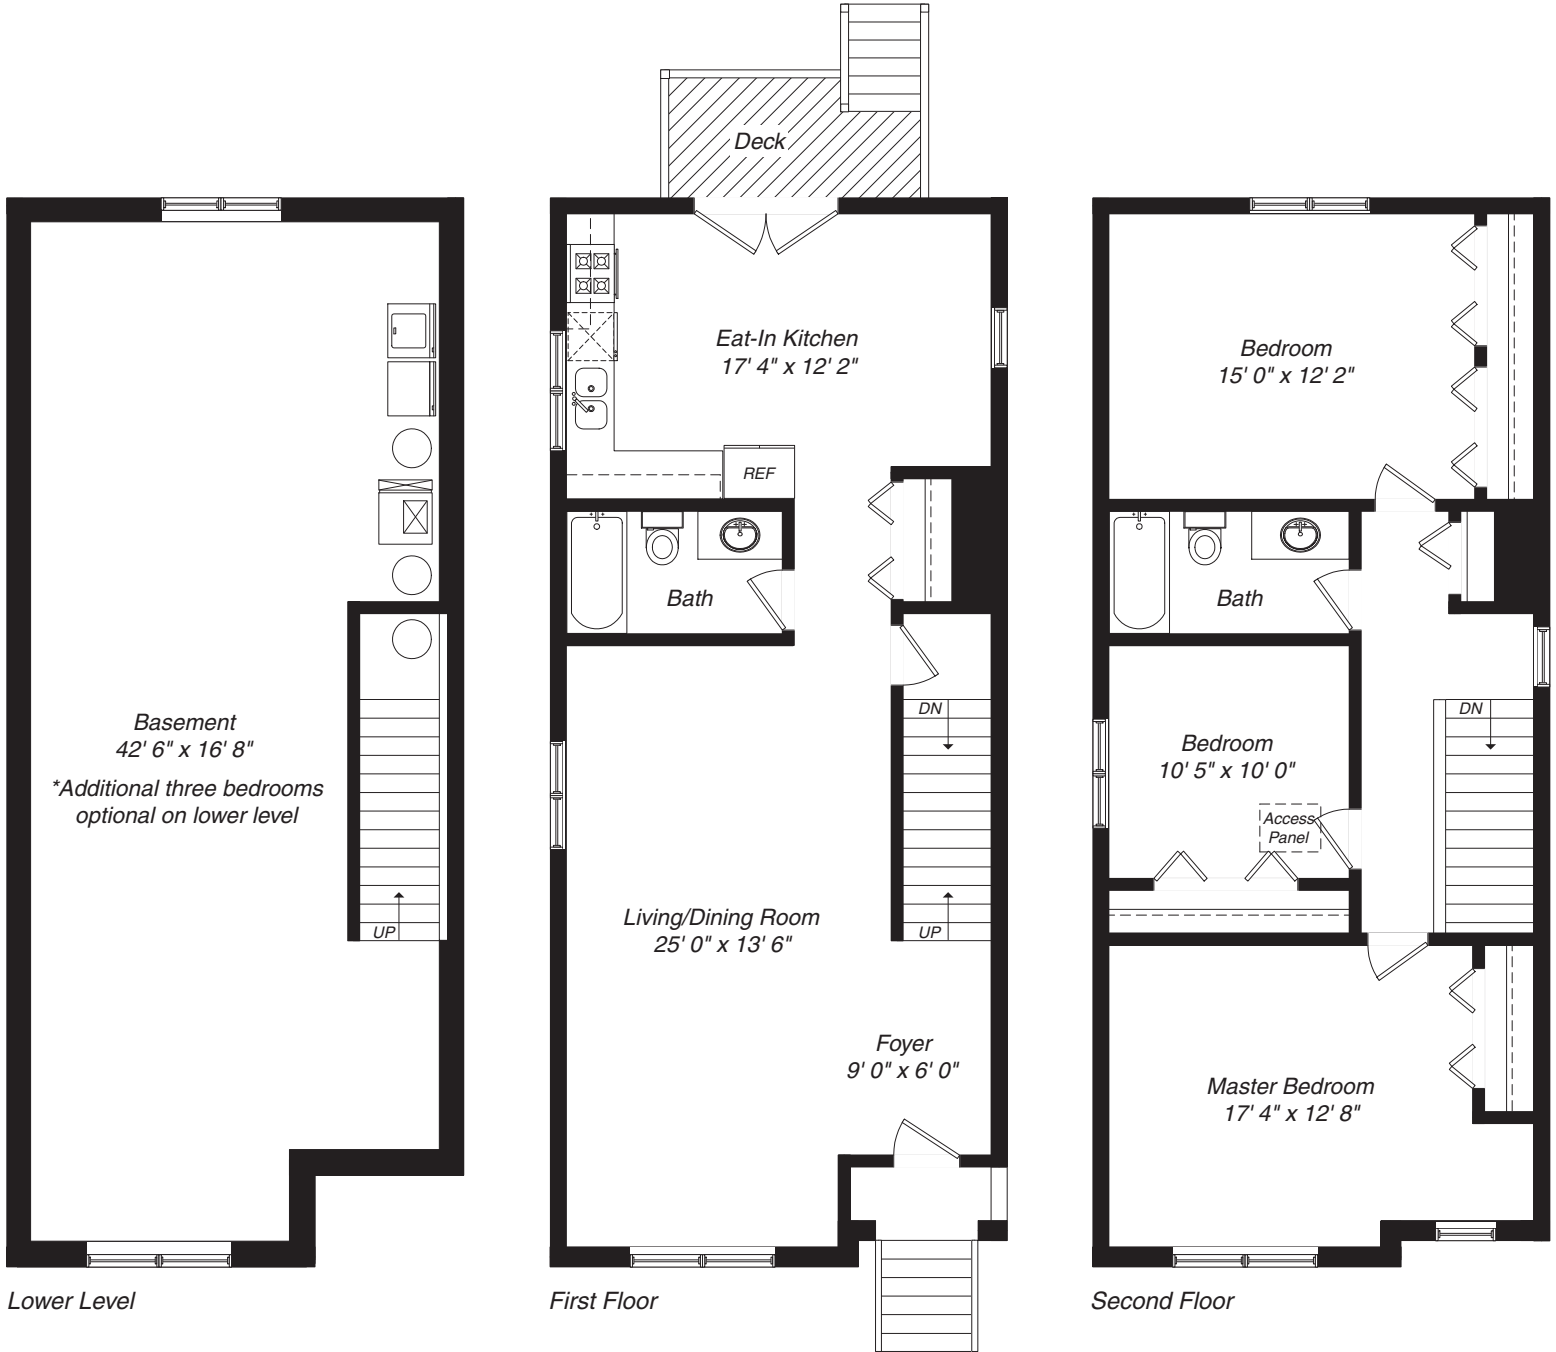 Basement
42' 6" x 16' 8"
*Additional three bedrooms
optional on lower level
UP
Lower Level
Deck
Eat-In Kitchen
17' 4" x 12' 2"
REF
Bath
DN
Living/Dining Room
25' 0" x 13' 6"
UP
Foyer
9' 0" x 6' 0"
First Floor
Bedroom
15' 0" x 12' 2"
Bath
DN
Bedroom
10' 5" x 10' 0"
Access
Panel
Master Bedroom
17' 4" x 12' 8"
Second Floor